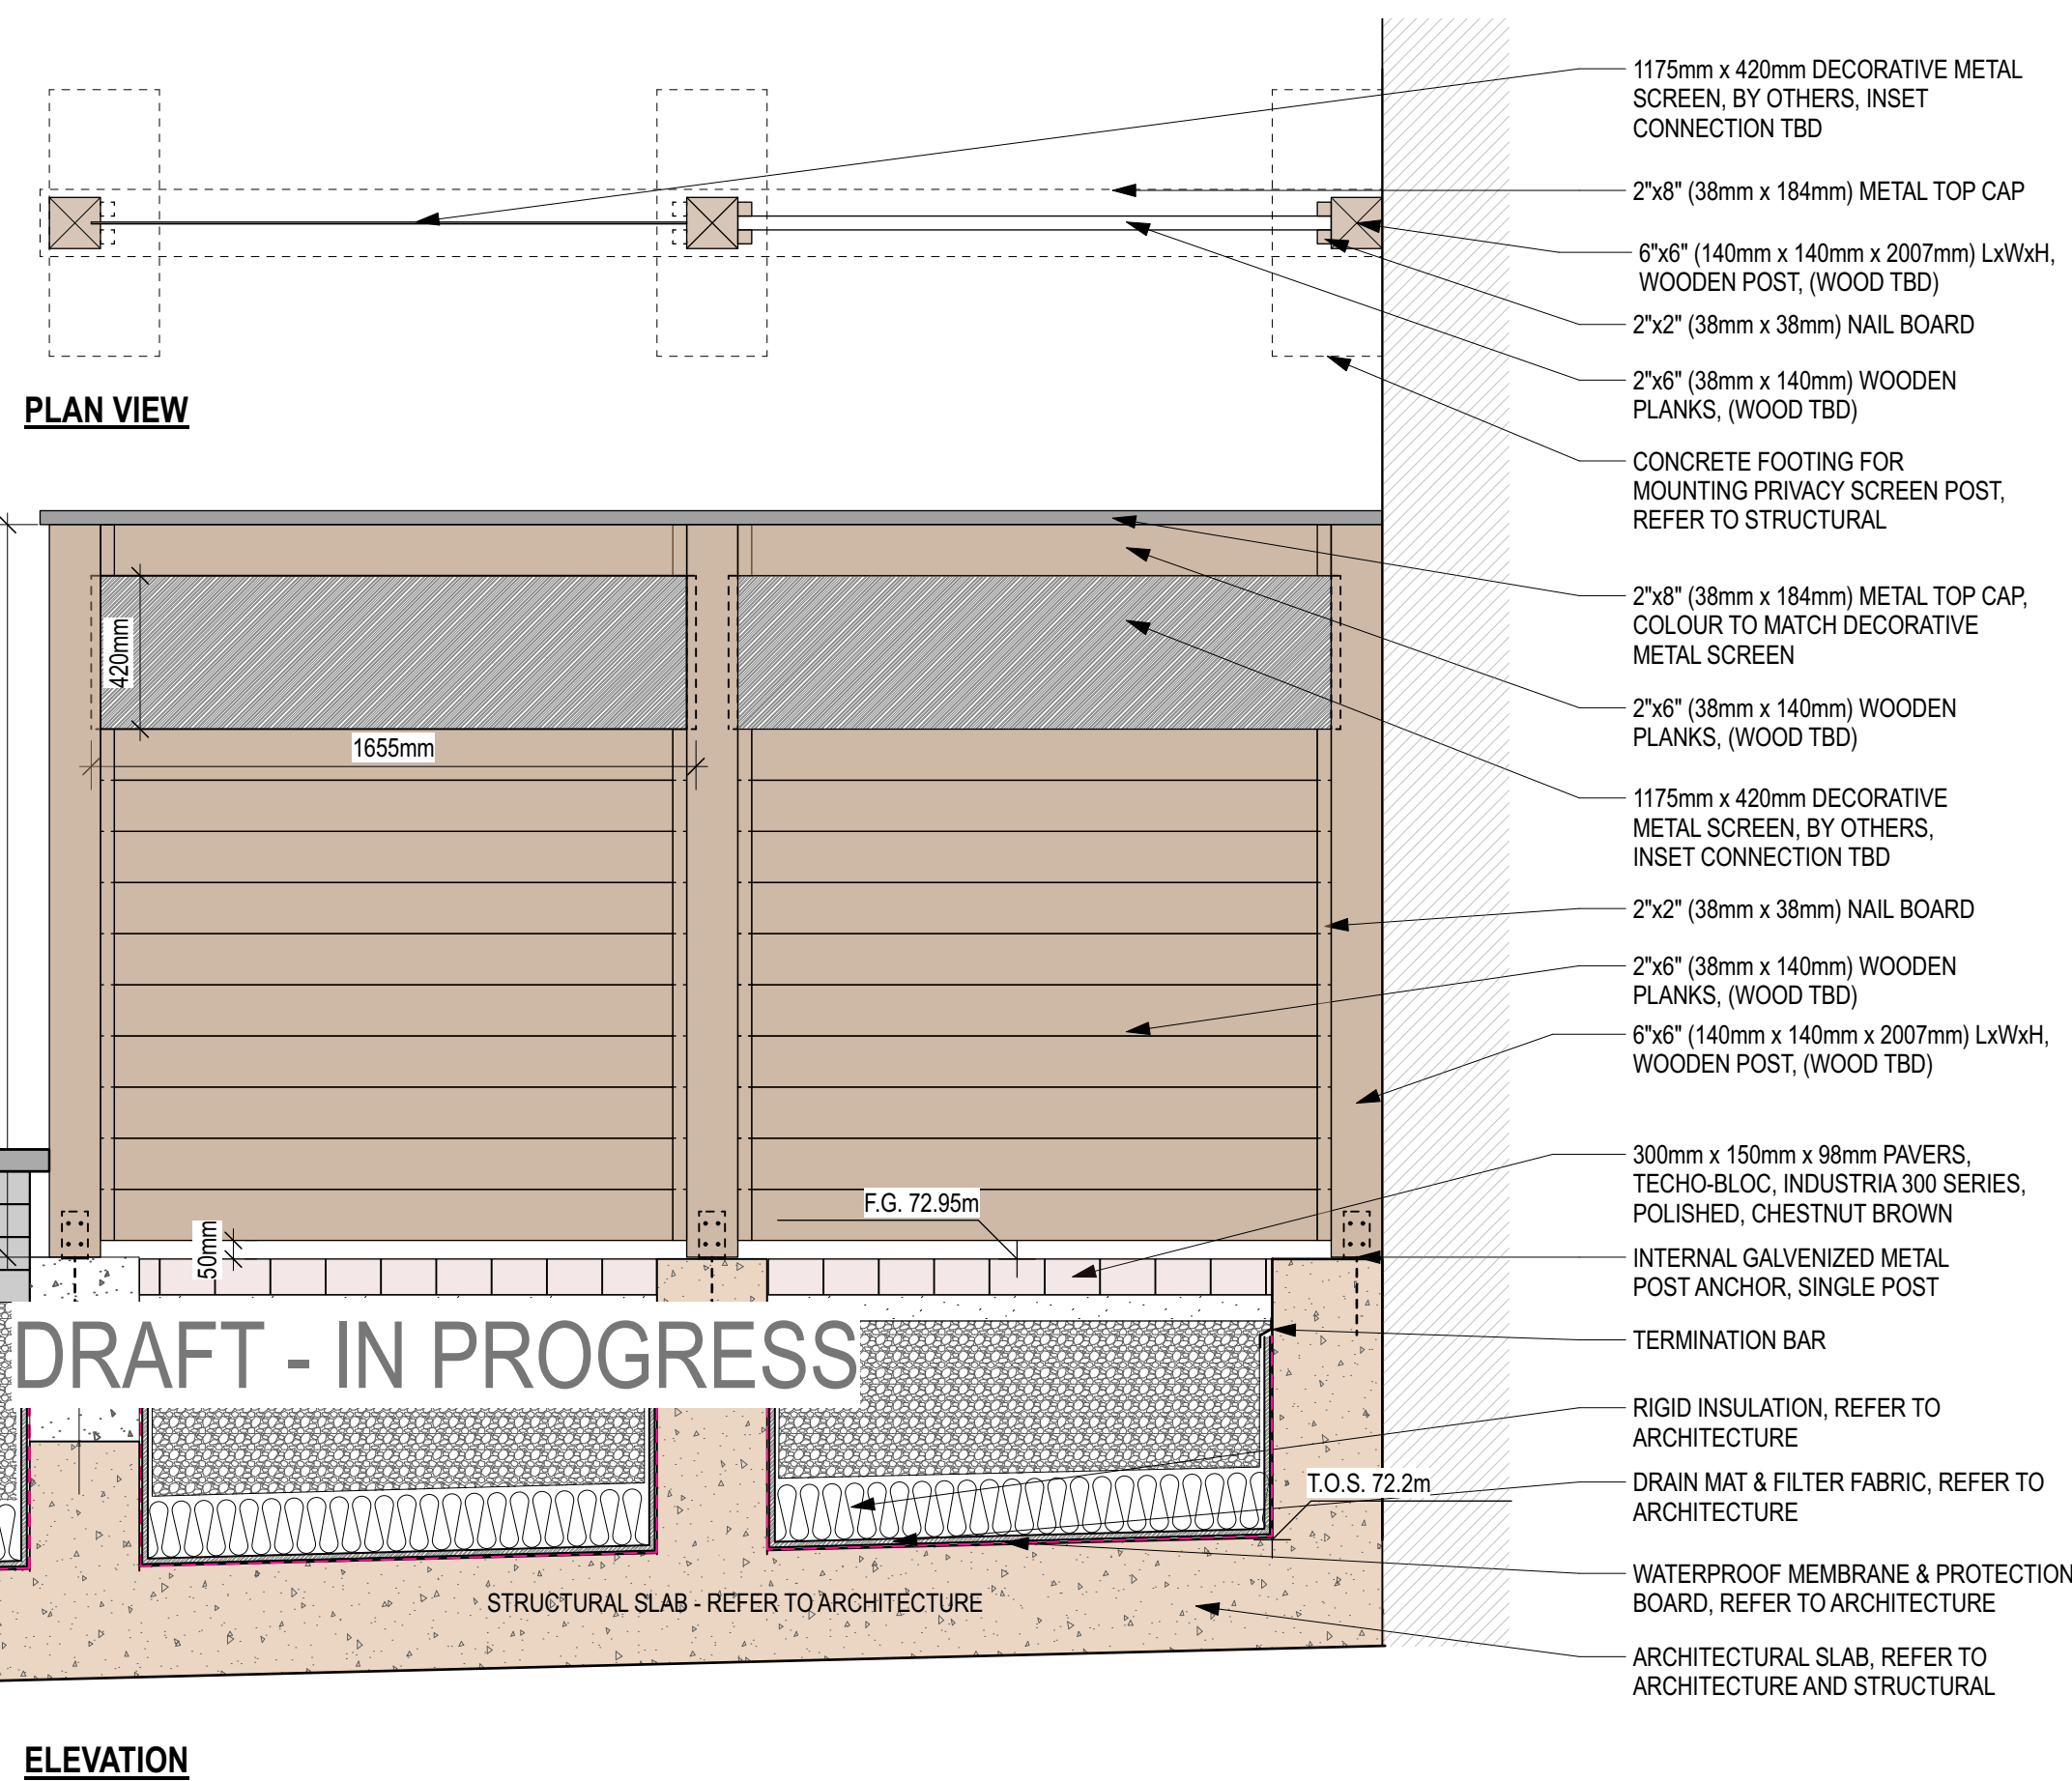 1175mm x 420mm DECORATIVE METAL
SCREEN, BY OTHERS, INSET
CONNECTION TBD
2"x8" (38mm x 184mm) METAL TOP CAP
6"x6" (140mm x 140mm x 2007mm) LxWxH,
WOODEN POST, (WOOD TBD)
2"x2" (38mm x 38mm) NAIL BOARD
2"x6" (38mm x 140mm) WOODEN
PLANKS, (WOOD TBD)
CONCRETE FOOTING FOR
MOUNTING PRIVACY SCREEN POST,
REFER TO STRUCTURAL
PLAN VIEW
2"x8" (38mm x 184mm) METAL TOP CAP,
COLOUR TO MATCH DECORATIVE
METAL SCREEN
2"x6" (38mm x 140mm) WOODEN
PLANKS, (WOOD TBD)
1175mm x 420mm DECORATIVE
METAL SCREEN, BY OTHERS,
INSET CONNECTION TBD
2"x2" (38mm x 38mm) NAIL BOARD
2"x6" (38mm x 140mm) WOODEN
PLANKS, (WOOD TBD)
6"x6" (140mm x 140mm x 2007mm) LxWxH,
WOODEN POST, (WOOD TBD)
300mm x 150mm x 98mm PAVERS,
TECHO-BLOC, INDUSTRIA 300 SERIES,
POLISHED, CHESTNUT BROWN
INTERNAL GALVENIZED METAL
POST ANCHOR, SINGLE POST
TERMINATION BAR
RIGID INSULATION, REFER TO
ARCHITECTURE
DRAIN MAT & FILTER FABRIC, REFER TO
ARCHITECTURE
WATERPROOF MEMBRANE & PROTECTION
BOARD, REFER TO ARCHITECTURE
ARCHITECTURAL SLAB, REFER TO
ARCHITECTURE AND STRUCTURAL
420mm
1655mm
50mm
F.G. 72.95m
DRAFT - IN PROGRESS
T.O.S. 72.2m
STRUCTURAL SLAB - REFER TO ARCHITECTURE
ELEVATION